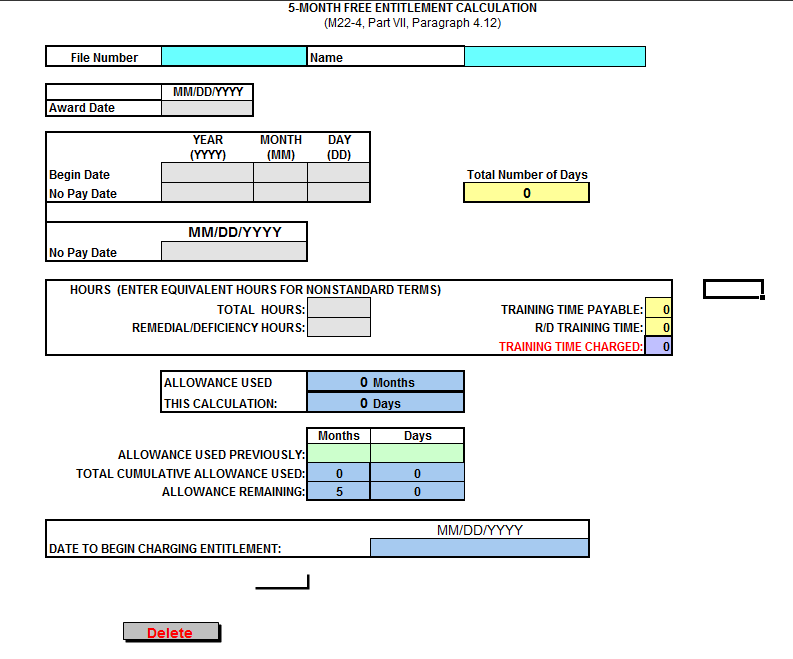 5-MONTH FREE ENTITLEMENT CALCULATION
(M22-4, Part VII, Paragraph 4.12)
File Number Name
MM/DD/YYYY
Award Date
YEAR MONTH DAY
(YYYY) (MM) (DD)
Begin Date Total Number of Days
No Pay Date 0
MM/DD/YYYY
No Pay Date
HOURS (ENTER EQUIVALENT HOURS FOR NONSTANDARD TERMS)
TOTAL HOURS: TRAINING TIME PAYABLE: 0
REMEDIAL/DEFICIENCY HOURS: R/D TRAINING TIME: 0
TRAINING TIME CHARGED: 0
ALLOWANCE USED 0 Months
THIS CALCULATION: 0 Days
Months Days
ALLOWANCE USED PREVIOUSLY:
TOTAL CUMULATIVE ALLOWANCE USED: 0 0
ALLOWANCE REMAINING: 5 0
MM/DD/YYYY
DATE TO BEGIN CHARGING ENTITLEMENT:
Delete